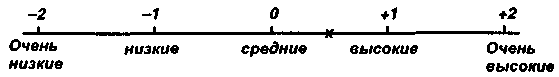 –2 –1 0 +1 +2
x
Очень низкие средние высокие Очень
низкие высокие